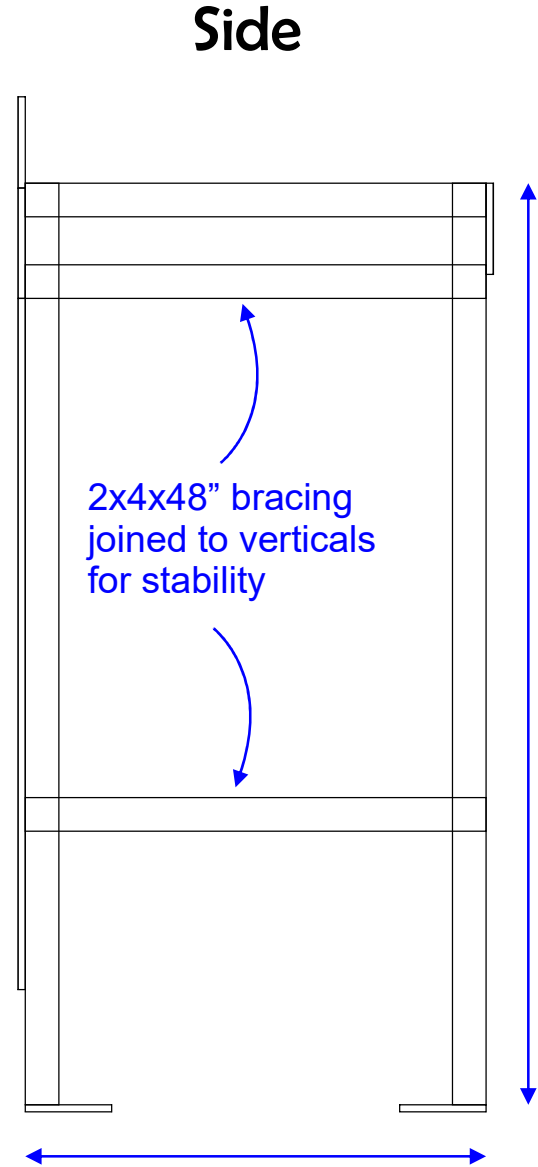 Side
2x4x48” bracing
joined to verticals
for stability